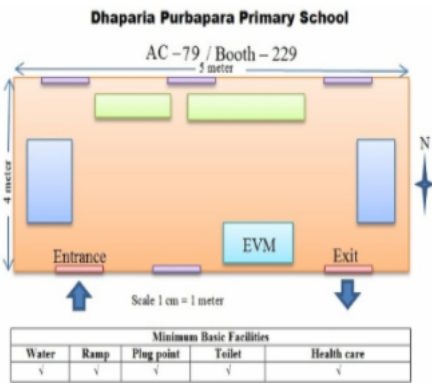 Dhaparia Purbapara Primary School
AC -79 / Booth – 229
5 meter
4 meter
N
EVM
Entrance
Exit
Scale 1 cm = 1 meter
Minimum Basic Facilities
Water Ramp Plug point Toilet Health care
√ √ √ √ √